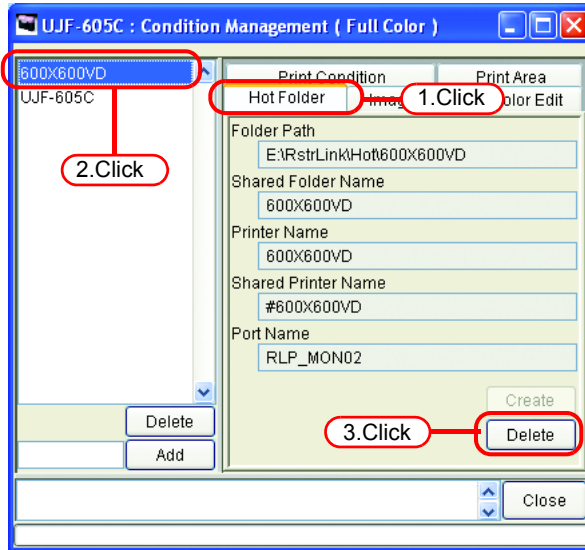 UJF-605C : Condition Management ( Full Color )
600X600VD
UJF-605C
2.Click
Print Condition Print Area
Hot Folder 1.Click
Folder Path
E:\RstrLink\Hot\600X600VD
Shared Folder Name
600X600VD
Printer Name
600X600VD
Shared Printer Name
#600X600VD
Port Name
RLP_MON02
Create
3.Click
Delete
Delete
Add
Close